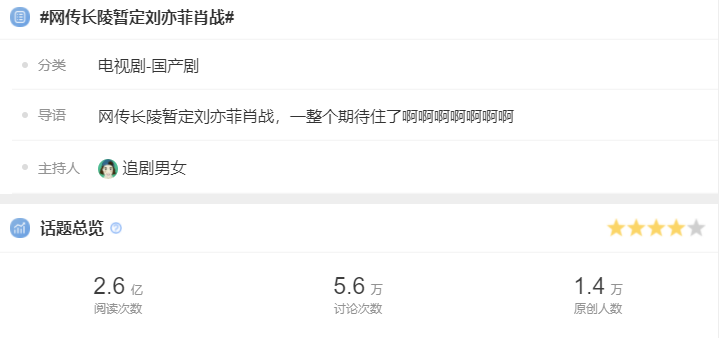 #网传长陵暂定刘亦菲肖战#
分类 电视剧-国产剧
导语 网传长陵暂定刘亦菲肖战，一整个期待住了啊啊啊啊啊啊啊
主持人 追剧男女
话题总览 ?
2.6 亿 5.6 万 1.4 万
阅读次数 讨论次数 原创人数